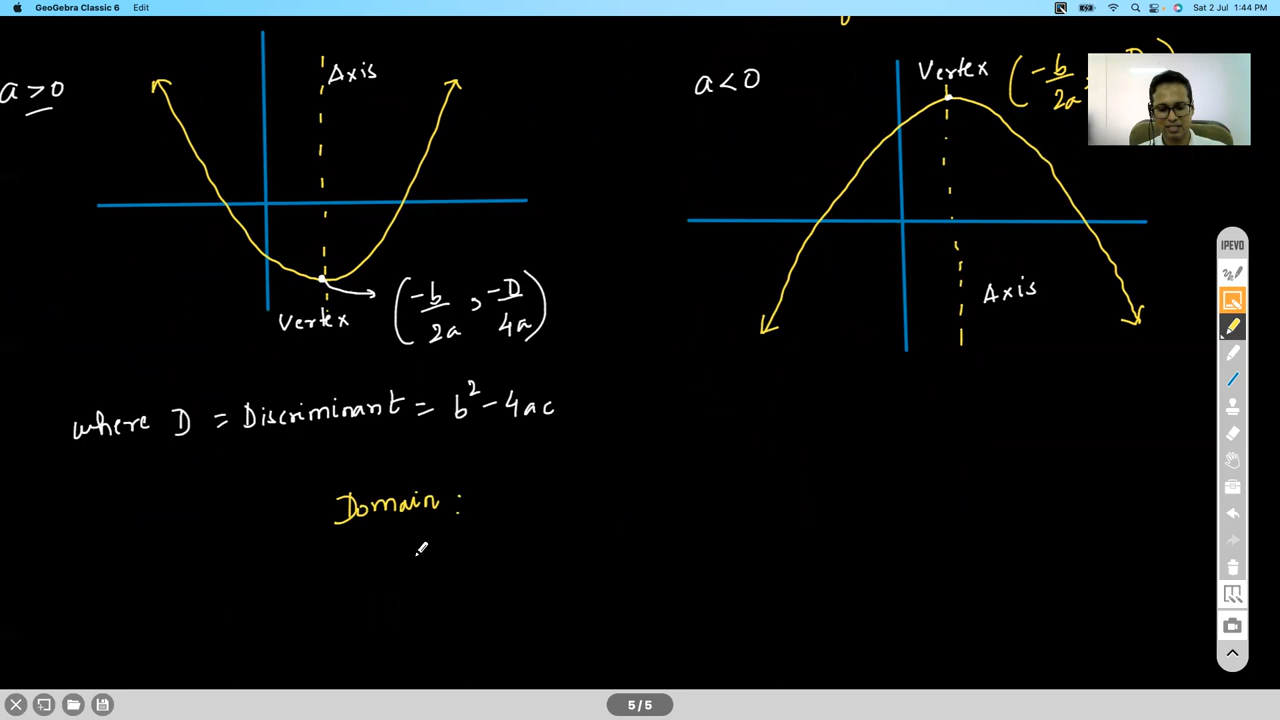 GeoGebra Classic 6 Edit
Sat 2 Jul 1:44 PM
a > 0
Axis
Vertex
(-b/2a , -D/4a)
a < 0
Vertex
(-b/2a,
Axis
IPEVO
where D = Discriminant = b² - 4ac
Domain :
5/5